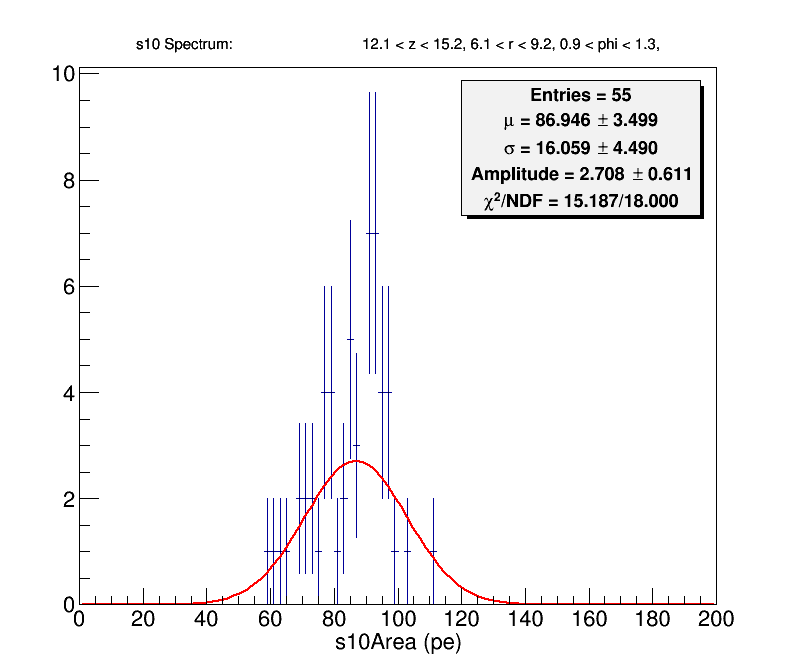 s10 Spectrum: 12.1 < z < 15.2, 6.1 < r < 9.2, 0.9 < phi < 1.3,
Entries = 55
μ = 86.946 ± 3.499
σ = 16.059 ± 4.490
Amplitude = 2.708 ± 0.611
χ²/NDF = 15.187/18.000
10
8
6
4
2
0
0 20 40 60 80 100 120 140 160 180 200
s10Area (pe)